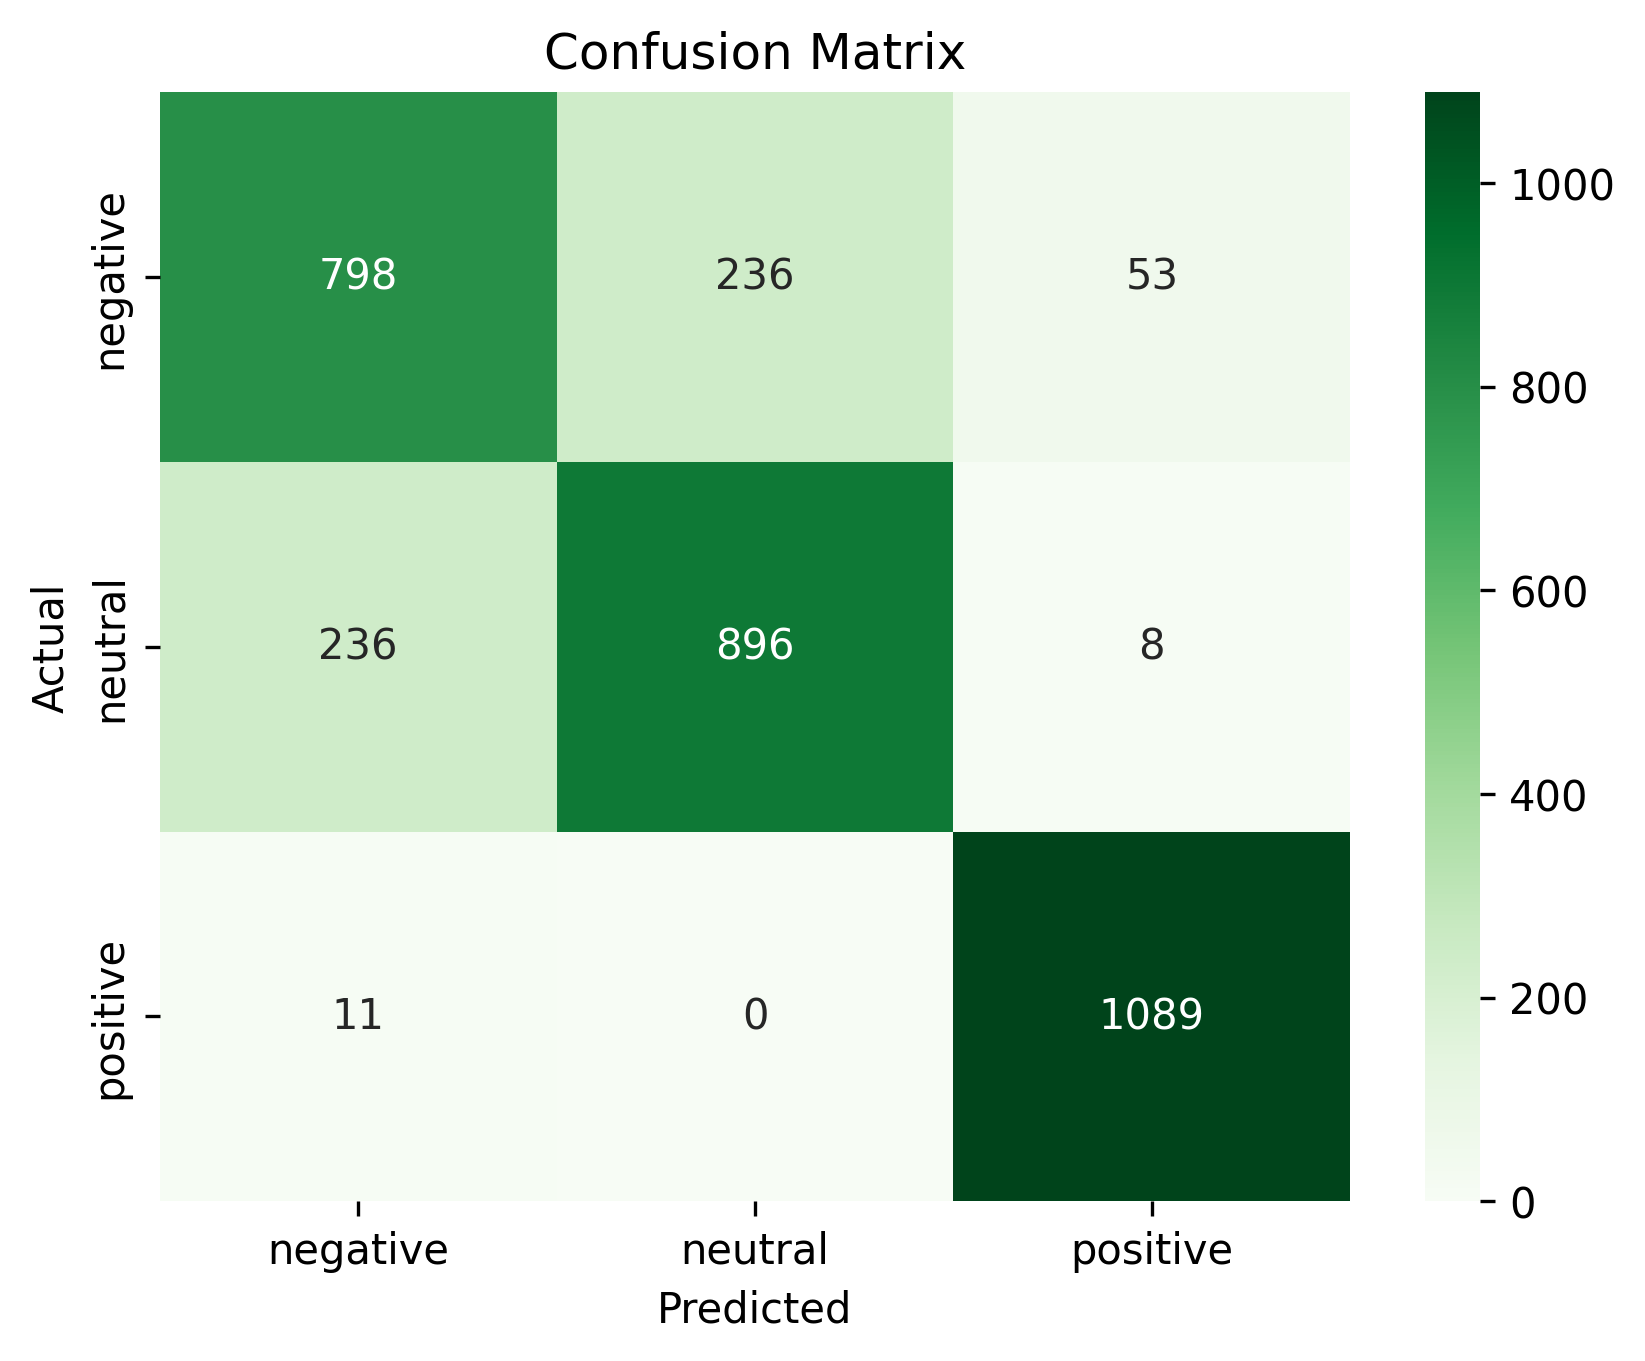 Confusion Matrix
negative 798 236 53
neutral 236 896 8
positive 11 0 1089
negative neutral positive
Predicted
Actual
1000
800
600
400
200
0